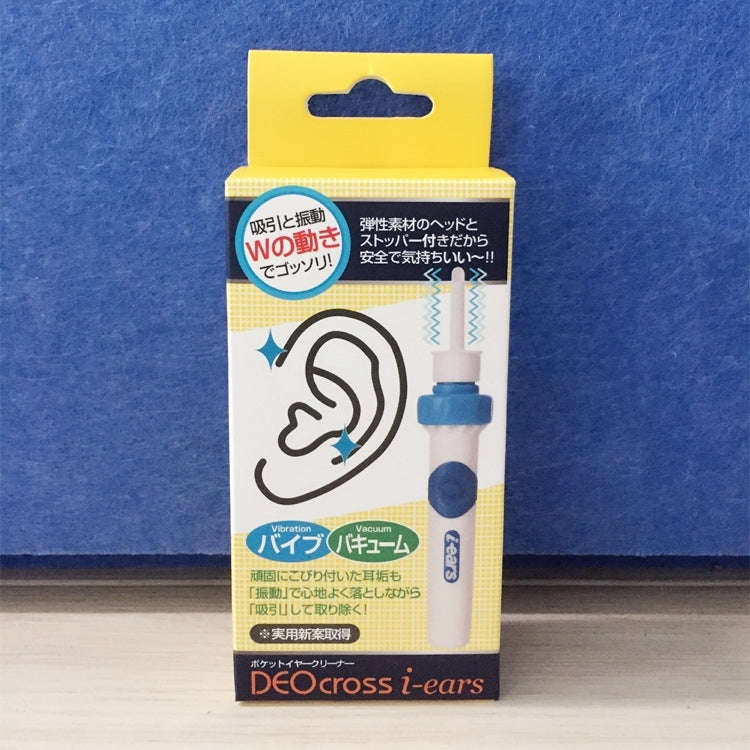 吸引と振動
Wの動き
でゴッソリ!
弾性素材のヘッドと
ストッパー付きだから
安全で気持ちいい〜!!
Vibration
バイブ
Vacuum
バキューム
i-ears
頑固にこびり付いた耳垢も
「振動」で心地よく落としながら
「吸引」して取り除く!
※実用新案取得
ポケットイヤークリーナー
DEOcross i-ears